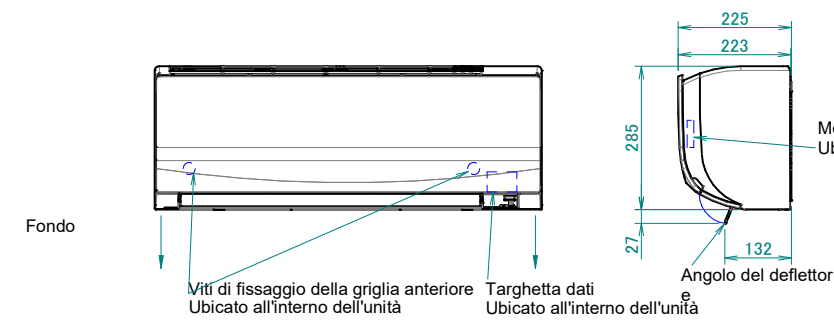 225
223
285
Ubi
Fondo
27
132
Viti di fissaggio della griglia anteriore
Ubicato all'interno dell'unità
Targhetta dati
Ubicato all'interno dell'unità
Angolo del deflettor
e